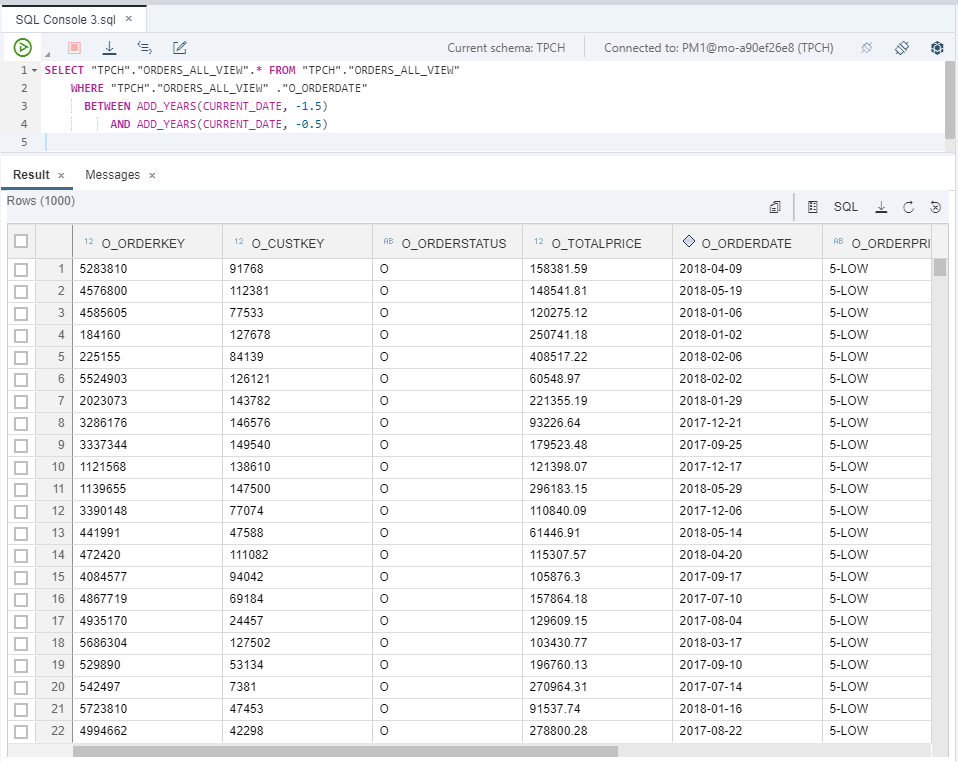 SQL Console 3.sql ×
Current schema: TPCH Connected to: PM1@mo-a90ef26e8 (TPCH)
1 SELECT "TPCH"."ORDERS_ALL_VIEW".* FROM "TPCH"."ORDERS_ALL_VIEW"
2 WHERE "TPCH"."ORDERS_ALL_VIEW" ."O_ORDERDATE"
3 BETWEEN ADD_YEARS(CURRENT_DATE, -1.5)
4 AND ADD_YEARS(CURRENT_DATE, -0.5)
5
Result × Messages ×
Rows (1000)
SQL
12 O_ORDERKEY 12 O_CUSTKEY AB O_ORDERSTATUS 12 O_TOTALPRICE O_ORDERDATE AB O_ORDERPRI
1 5283810 91768 O 158381.59 2018-04-09 5-LOW
2 4576800 112381 O 148541.81 2018-05-19 5-LOW
3 4585605 77533 O 120275.12 2018-01-06 5-LOW
4 184160 127678 O 250741.18 2018-01-02 5-LOW
5 225155 84139 O 408517.22 2018-02-06 5-LOW
6 5524903 126121 O 60548.97 2018-02-02 5-LOW
7 2023073 143782 O 221355.19 2018-01-29 5-LOW
8 3286176 146576 O 93226.64 2017-12-21 5-LOW
9 3337344 149540 O 179523.48 2017-09-25 5-LOW
10 1121568 138610 O 121398.07 2017-12-17 5-LOW
11 1139655 147500 O 296183.15 2018-05-29 5-LOW
12 3390148 77074 O 110840.09 2017-12-06 5-LOW
13 441991 47588 O 61446.91 2018-05-14 5-LOW
14 472420 111082 O 115307.57 2018-04-20 5-LOW
15 4084577 94042 O 105876.3 2017-09-17 5-LOW
16 4867719 69184 O 157864.18 2017-07-10 5-LOW
17 4935170 24457 O 129609.15 2017-08-04 5-LOW
18 5686304 127502 O 103430.77 2018-03-17 5-LOW
19 529890 53134 O 196760.13 2017-09-10 5-LOW
20 542497 7381 O 270964.31 2017-07-14 5-LOW
21 5723810 47453 O 91537.74 2018-01-16 5-LOW
22 4994662 42298 O 278800.28 2017-08-22 5-LOW